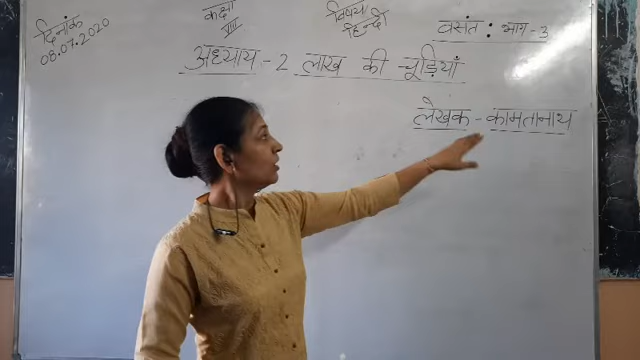 दिनांक
08.07.2020
कक्षा
VIII
विषय
हिन्दी
वसंत : भाग - 3
अध्याय - 2 लाख की चूड़ियां
लेखक - कामतानाथ